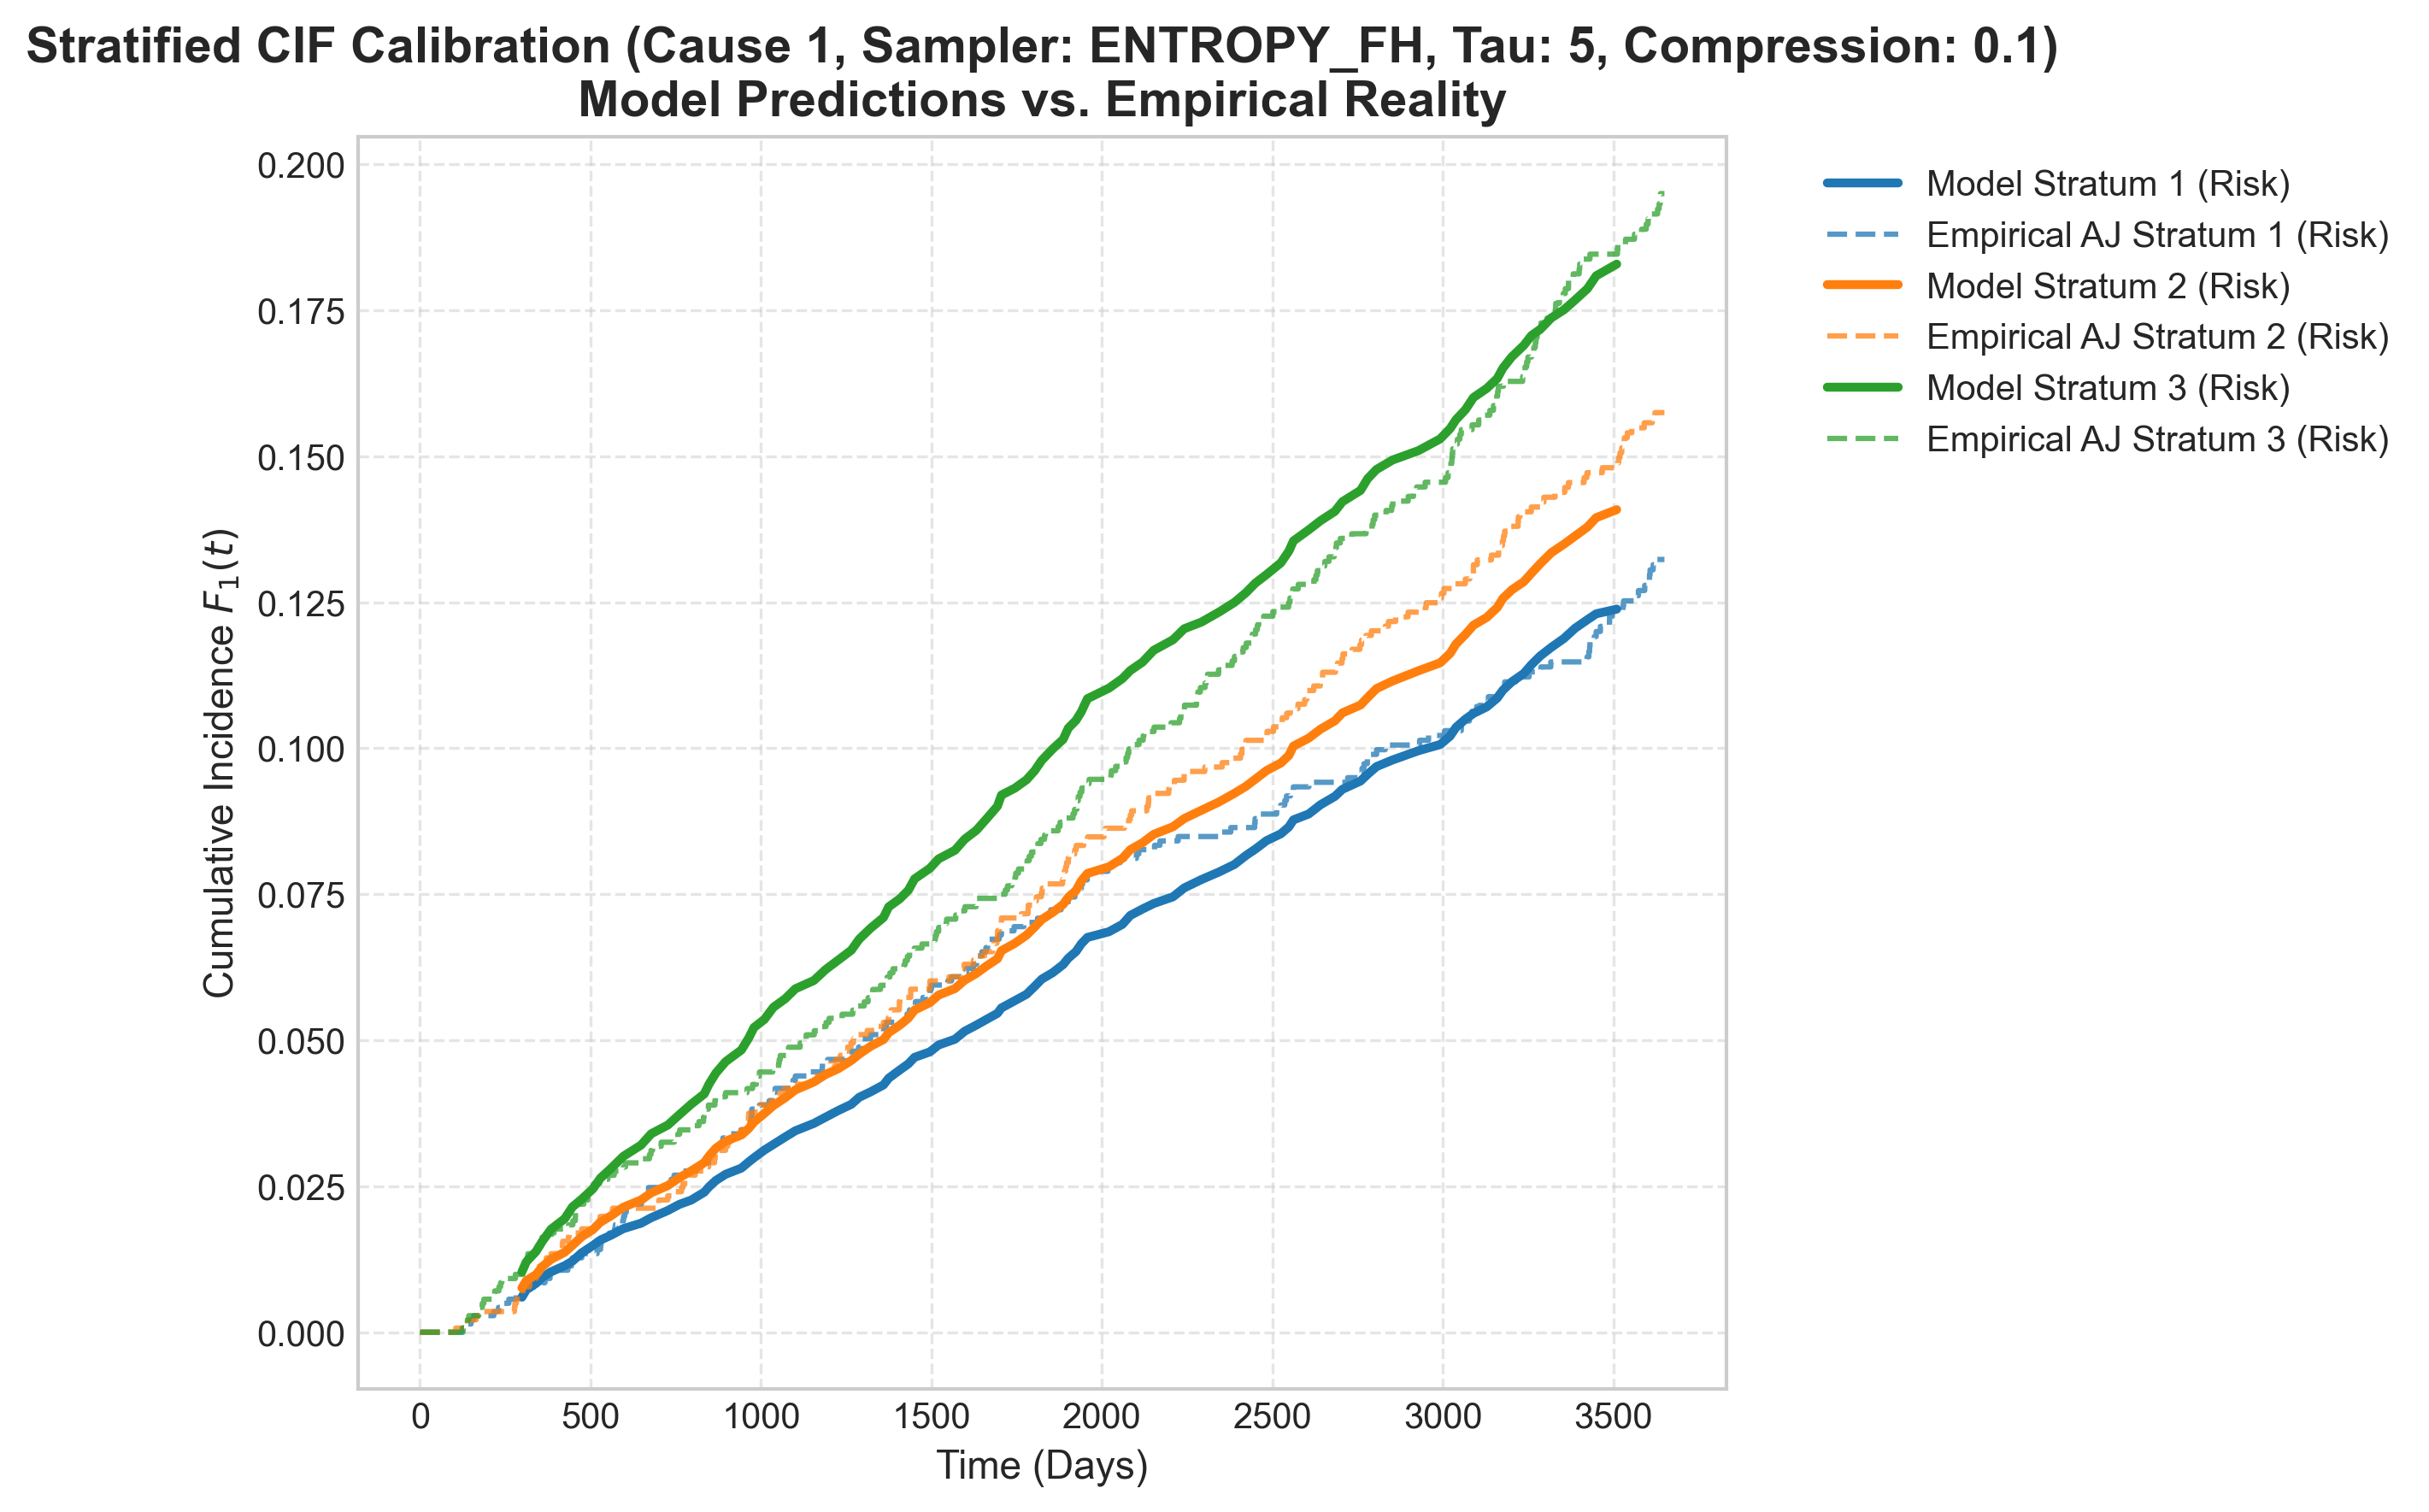 Stratified CIF Calibration (Cause 1, Sampler: ENTROPY_FH, Tau: 5, Compression: 0.1)
Model Predictions vs. Empirical Reality
Model Stratum 1 (Risk)
Empirical AJ Stratum 1 (Risk)
Model Stratum 2 (Risk)
Empirical AJ Stratum 2 (Risk)
Model Stratum 3 (Risk)
Empirical AJ Stratum 3 (Risk)
Cumulative Incidence $F_1(t)$
0.200
0.175
0.150
0.125
0.100
0.075
0.050
0.025
0.000
0 500 1000 1500 2000 2500 3000 3500
Time (Days)